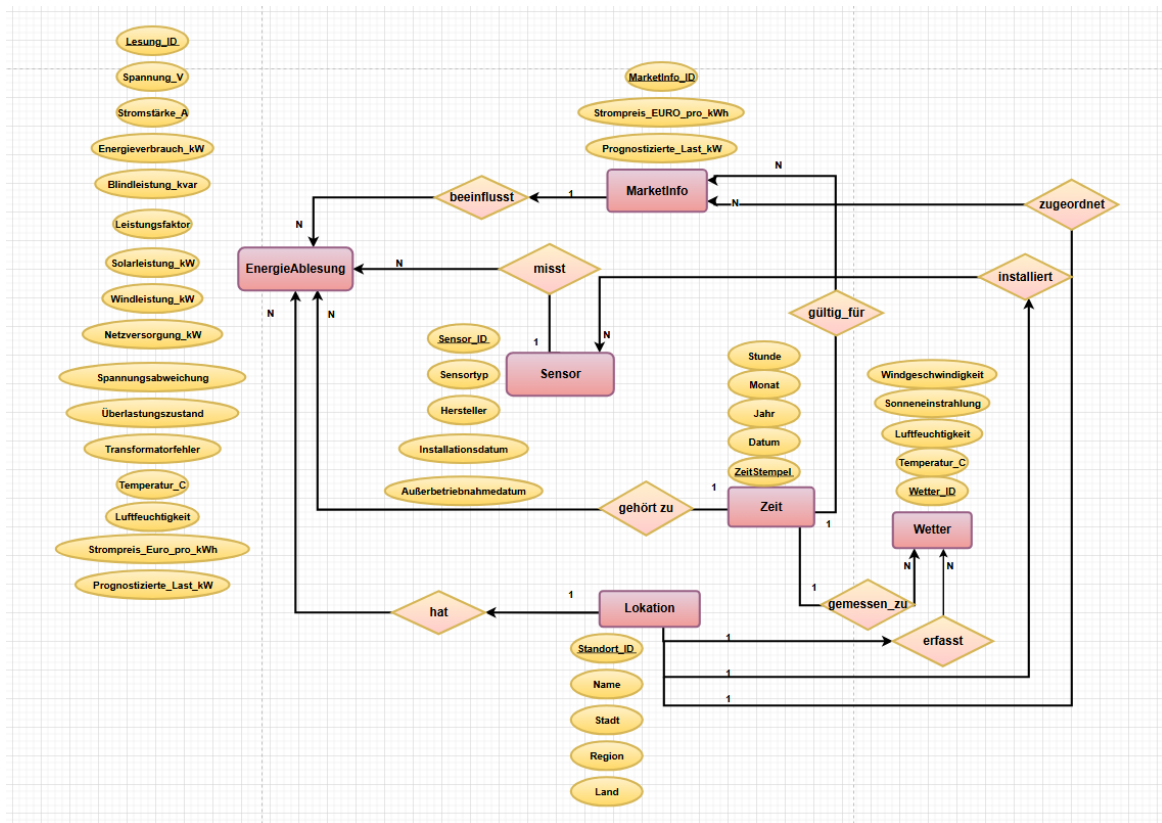 Lesung_ID
Spannung_V
Stromstärke_A
Energieverbrauch_kW
Blindleistung_kvar
Leistungsfaktor
Solarleistung_kW
Windleistung_kW
Netzversorgung_kW
Spannungsabweichung
Überlastungszustand
Transformatorfehler
Temperatur_C
Luftfeuchtigkeit
Strompreis_Euro_pro_kWh
Prognostizierte_Last_kW
MarketInfo_ID
Strompreis_EURO_pro_kWh
Prognostizierte_Last_kW
MarketInfo
N
N
1
beeinflusst
N
zugeordnet
EnergieAblesung
N
misst
installiert
N
N
gültig_für
1
N
Sensor_ID
Sensortyp
Hersteller
Installationsdatum
Außerbetriebnahmedatum
Sensor
Stunde
Monat
Jahr
Datum
ZeitStempel
Zeit
1
1
gehört zu
Windgeschwindigkeit
Sonneneinstrahlung
Luftfeuchtigkeit
Temperatur_C
Wetter_ID
Wetter
N
N
1
gemessen_zu
erfasst
hat
1
Lokation
1
1
1
Standort_ID
Name
Stadt
Region
Land